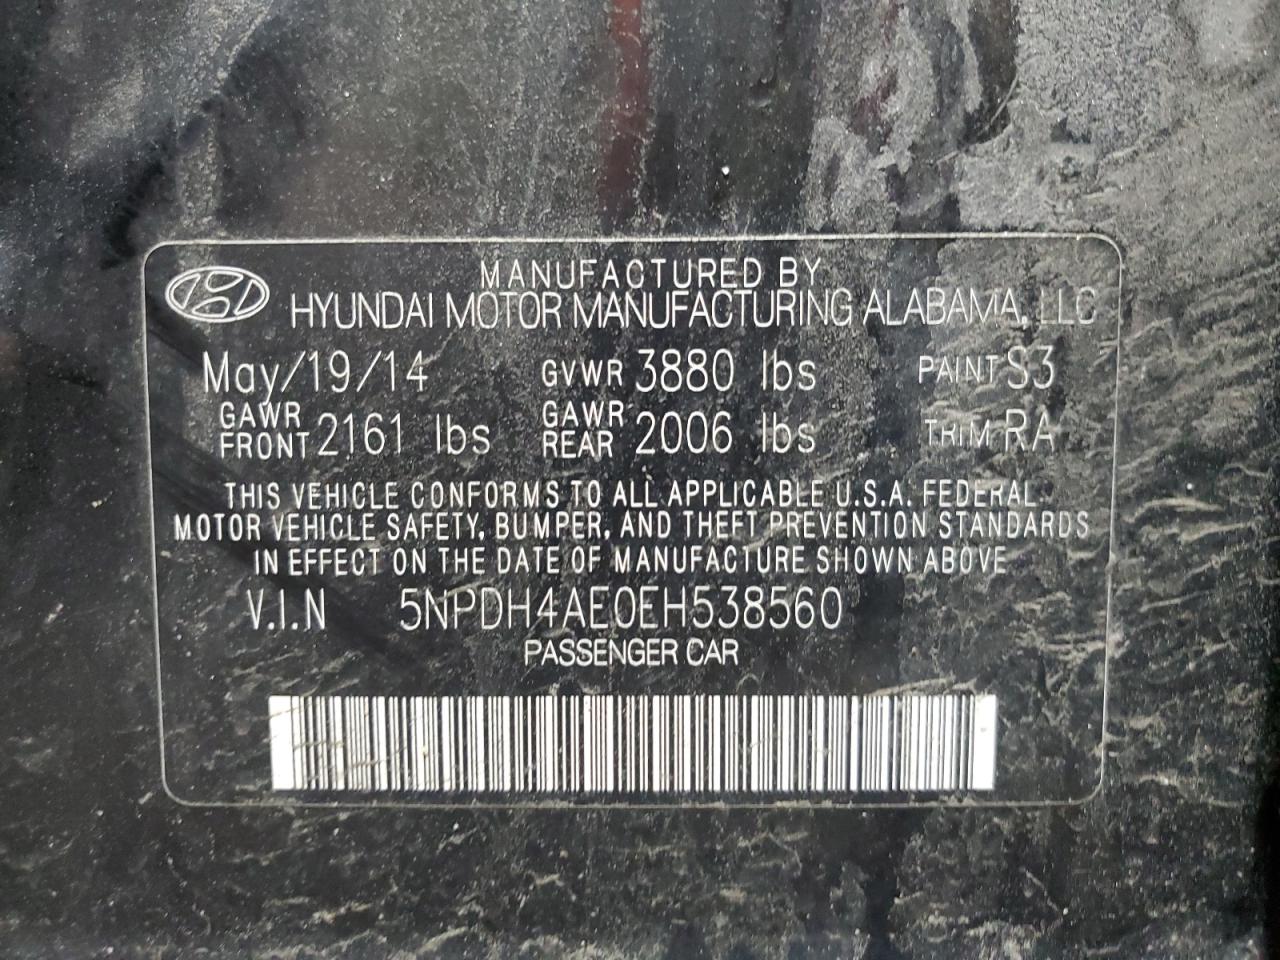 MANUFACTURED BY
HYUNDAI MOTOR MANUFACTURING ALABAMA, LLC
May/19/14 GVWR 3880 lbs PAINT S3
GAWR FRONT 2161 lbs GAWR REAR 2006 lbs TRIM RA
THIS VEHICLE CONFORMS TO ALL APPLICABLE U.S.A. FEDERAL
MOTOR VEHICLE SAFETY, BUMPER, AND THEFT PREVENTION STANDARDS
IN EFFECT ON THE DATE OF MANUFACTURE SHOWN ABOVE
V.I.N 5NPDH4AE0EH538560
PASSENGER CAR